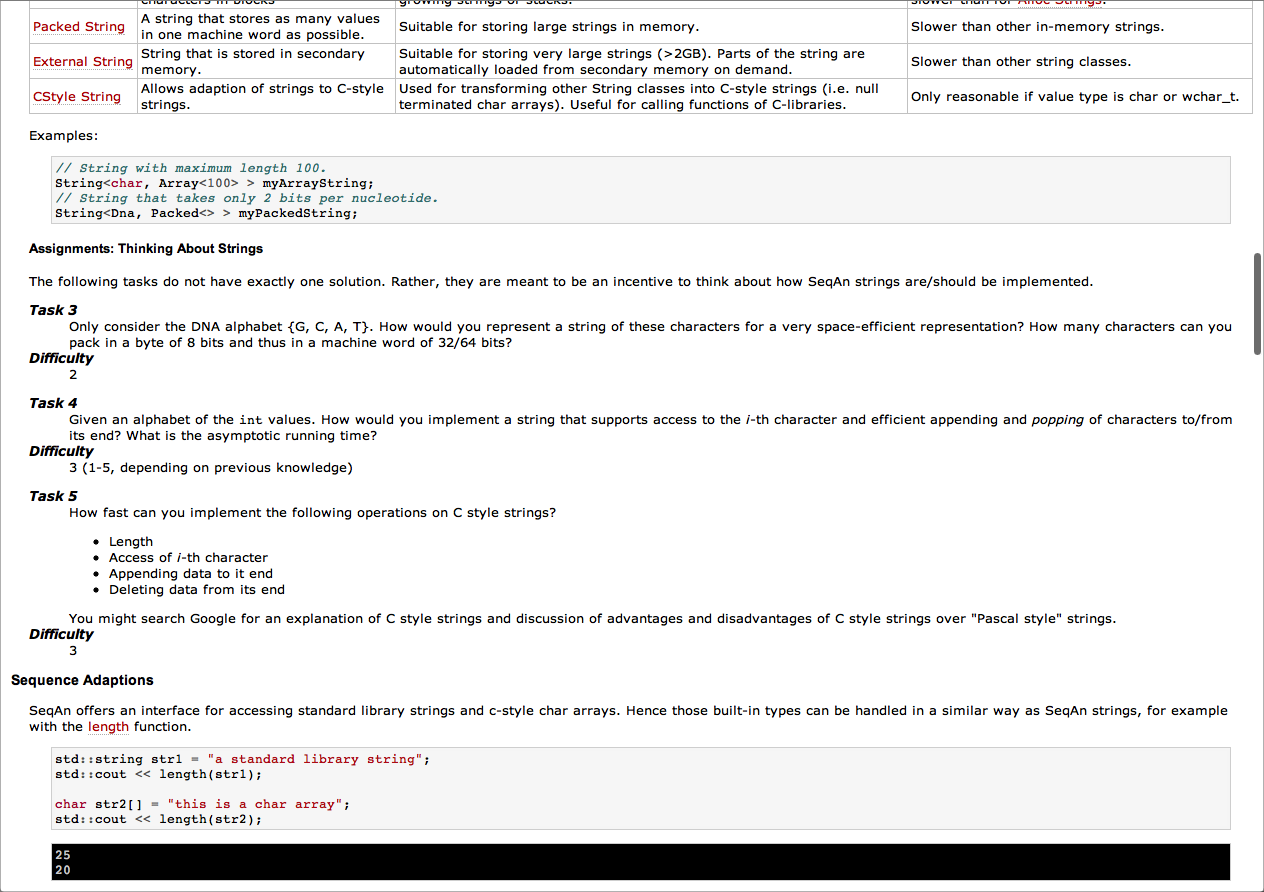 characters in blocks growing strings or stacks. slower than for Alloc Strings.
Packed String A string that stores as many values in one machine word as possible. Suitable for storing large strings in memory. Slower than other in-memory strings.
External String String that is stored in secondary memory. Suitable for storing very large strings (>2GB). Parts of the string are automatically loaded from secondary memory on demand. Slower than other string classes.
CStyle String Allows adaption of strings to C-style strings. Used for transforming other String classes into C-style strings (i.e. null terminated char arrays). Useful for calling functions of C-libraries. Only reasonable if value type is char or wchar_t.
Examples:
// String with maximum length 100.
String<char, Array<100> > myArrayString;
// String that takes only 2 bits per nucleotide.
String<Dna, Packed<> > myPackedString;
Assignments: Thinking About Strings
The following tasks do not have exactly one solution. Rather, they are meant to be an incentive to think about how SeqAn strings are/should be implemented.
Task 3
Only consider the DNA alphabet {G, C, A, T}. How would you represent a string of these characters for a very space-efficient representation? How many characters can you
pack in a byte of 8 bits and thus in a machine word of 32/64 bits?
Difficulty
2
Task 4
Given an alphabet of the int values. How would you implement a string that supports access to the i-th character and efficient appending and popping of characters to/from
its end? What is the asymptotic running time?
Difficulty
3 (1-5, depending on previous knowledge)
Task 5
How fast can you implement the following operations on C style strings?
• Length
• Access of i-th character
• Appending data to it end
• Deleting data from its end
You might search Google for an explanation of C style strings and discussion of advantages and disadvantages of C style strings over "Pascal style" strings.
Difficulty
3
Sequence Adaptions
SeqAn offers an interface for accessing standard library strings and c-style char arrays. Hence those built-in types can be handled in a similar way as SeqAn strings, for example
with the length function.
std::string str1 = "a standard library string";
std::cout << length(str1);
char str2[] = "this is a char array";
std::cout << length(str2);
25
20